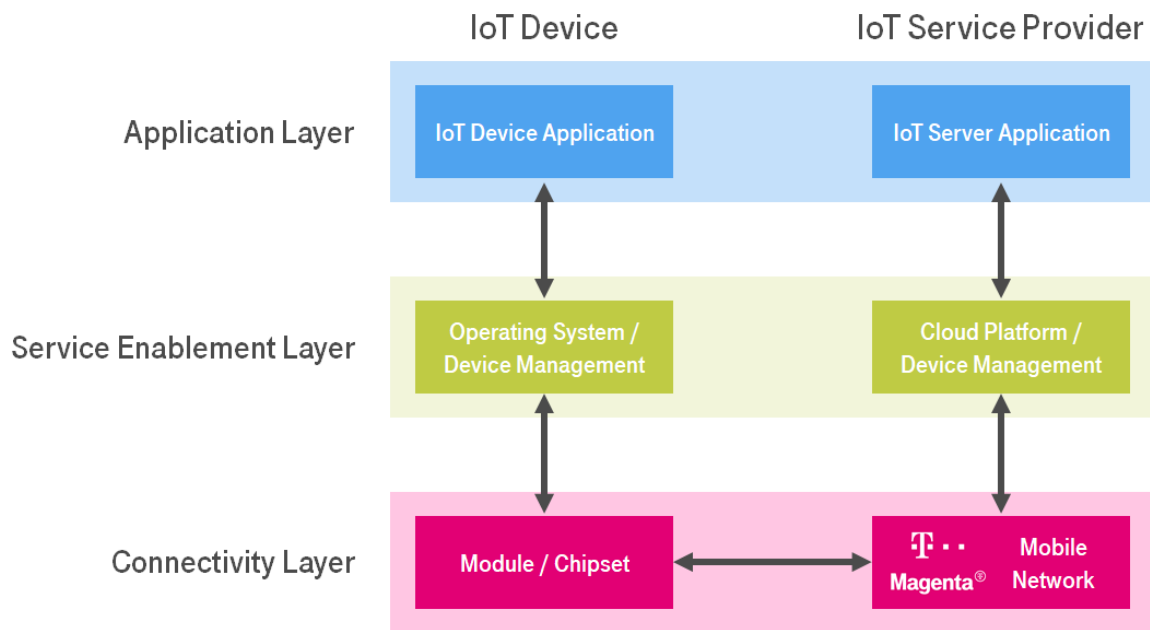 IoT Device
IoT Service Provider
Application Layer
IoT Device Application
IoT Server Application
Service Enablement Layer
Operating System /
Device Management
Cloud Platform /
Device Management
Connectivity Layer
Module / Chipset
T
Magenta®
Mobile
Network